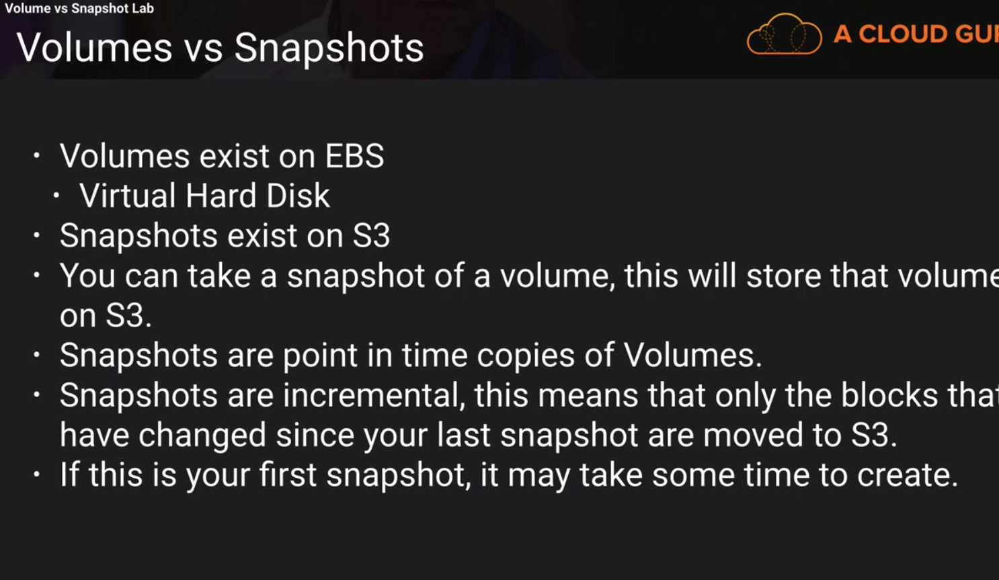 Volume vs Snapshot Lab
Volumes vs Snapshots
A CLOUD GUR
• Volumes exist on EBS
• Virtual Hard Disk
• Snapshots exist on S3
• You can take a snapshot of a volume, this will store that volume
on S3.
• Snapshots are point in time copies of Volumes.
• Snapshots are incremental, this means that only the blocks that
have changed since your last snapshot are moved to S3.
• If this is your first snapshot, it may take some time to create.